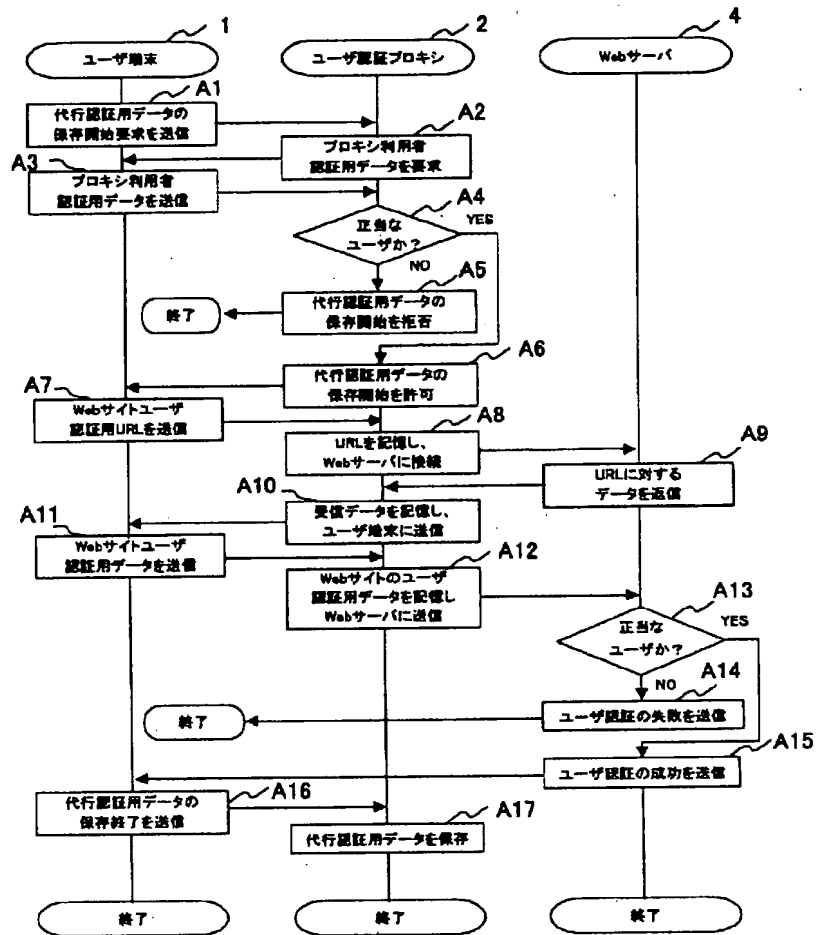 1
2
4
ユーザ端末
ユーザ認証プロキシ
Webサーバ
A1
代行認証用データの
保存開始要求を送信
A2
プロキシ利用者
認証用データを要求
A3
プロキシ利用者
認証用データを送信
A4
正当な
ユーザか?
YES
NO
A5
代行認証用データの
保存開始を拒否
終了
A6
代行認証用データの
保存開始を許可
A7
Webサイトユーザ
認証用URLを送信
A8
URLを記憶し、
Webサーバに接続
A9
URLに対する
データを返信
A10
受信データを記憶し、
ユーザ端末に送信
A11
Webサイトユーザ
認証用データを送信
A12
Webサイトのユーザ
認証用データを記憶し
Webサーバに送信
A13
正当な
ユーザか?
YES
NO
A14
ユーザ認証の失敗を送信
終了
A15
ユーザ認証の成功を送信
A16
代行認証用データの
保存終了を送信
A17
代行認証用データを保存
終了
終了
終了